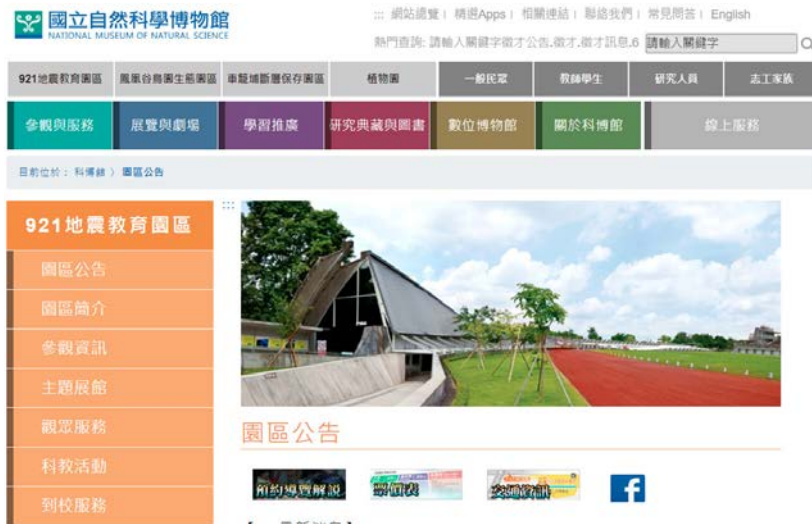 國立自然科學博物館
NATIONAL MUSEUM OF NATURAL SCIENCE
::: 網站總覽 | 精選Apps | 相關連結 | 聯絡我們 | 常見問答 | English
熱門查詢: 請輸入關鍵字徵才公告.徵才.徵才訊息.6 請輸入關鍵字
921地震教育園區 鳳凰谷鳥園生態園區 車籠埔斷層保存園區 植物園 一般民眾 教師學生 研究人員 志工家族
參觀與服務 展覽與劇場 學習推廣 研究典藏與圖書 數位博物館 關於科博館 線上服務
目前位於: 科博館 〉 園區公告
921地震教育園區
:::
園區公告
園區簡介
參觀資訊
主題展館
觀眾服務
科教活動
到校服務
園區公告
預約導覽解說 票價表 交通資訊 f